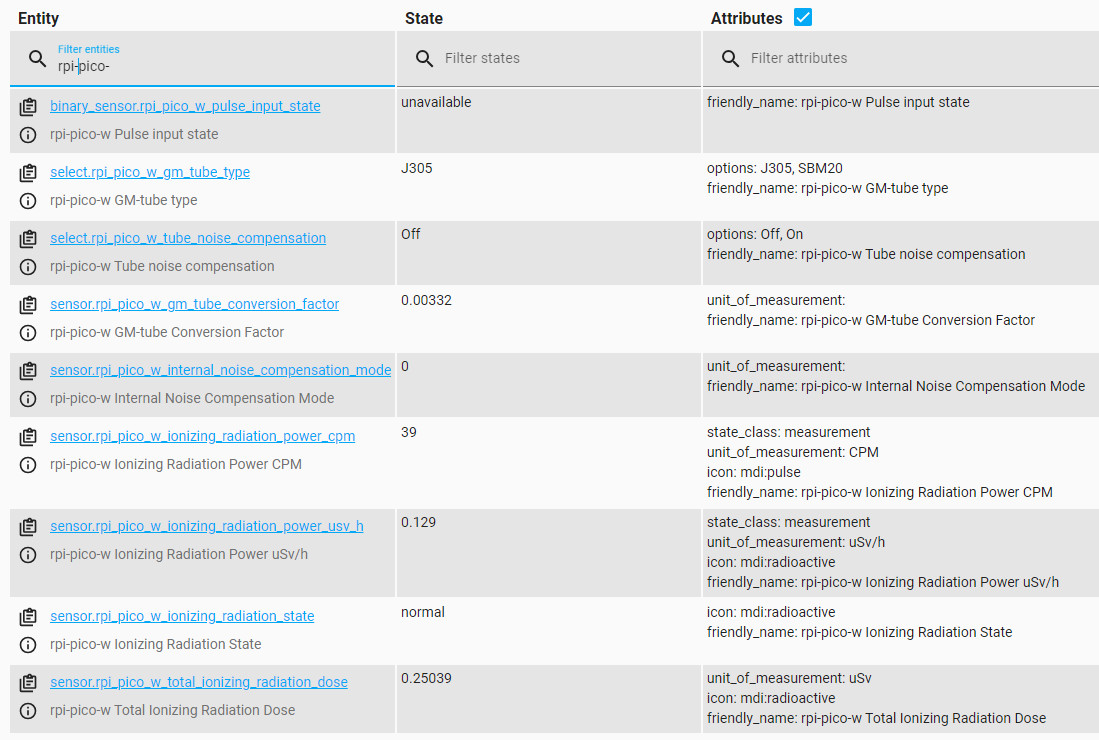 Entity State Attributes
Filter entities
rpi-pico- Filter states Filter attributes
binary_sensor.rpi_pico_w_pulse_input_state unavailable friendly_name: rpi-pico-w Pulse input state
rpi-pico-w Pulse input state
select.rpi_pico_w_gm_tube_type J305 options: J305, SBM20
friendly_name: rpi-pico-w GM-tube type
rpi-pico-w GM-tube type
select.rpi_pico_w_tube_noise_compensation Off options: Off, On
friendly_name: rpi-pico-w Tube noise compensation
rpi-pico-w Tube noise compensation
sensor.rpi_pico_w_gm_tube_conversion_factor 0.00332 unit_of_measurement:
friendly_name: rpi-pico-w GM-tube Conversion Factor
rpi-pico-w GM-tube Conversion Factor
sensor.rpi_pico_w_internal_noise_compensation_mode 0 unit_of_measurement:
friendly_name: rpi-pico-w Internal Noise Compensation Mode
rpi-pico-w Internal Noise Compensation Mode
sensor.rpi_pico_w_ionizing_radiation_power_cpm 39 state_class: measurement
unit_of_measurement: CPM
rpi-pico-w Ionizing Radiation Power CPM icon: mdi:pulse
friendly_name: rpi-pico-w Ionizing Radiation Power CPM
sensor.rpi_pico_w_ionizing_radiation_power_usv_h 0.129 state_class: measurement
unit_of_measurement: uSv/h
rpi-pico-w Ionizing Radiation Power uSv/h icon: mdi:radioactive
friendly_name: rpi-pico-w Ionizing Radiation Power uSv/h
sensor.rpi_pico_w_ionizing_radiation_state normal icon: mdi:radioactive
friendly_name: rpi-pico-w Ionizing Radiation State
rpi-pico-w Ionizing Radiation State
sensor.rpi_pico_w_total_ionizing_radiation_dose 0.25039 unit_of_measurement: uSv
icon: mdi:radioactive
rpi-pico-w Total Ionizing Radiation Dose friendly_name: rpi-pico-w Total Ionizing Radiation Dose